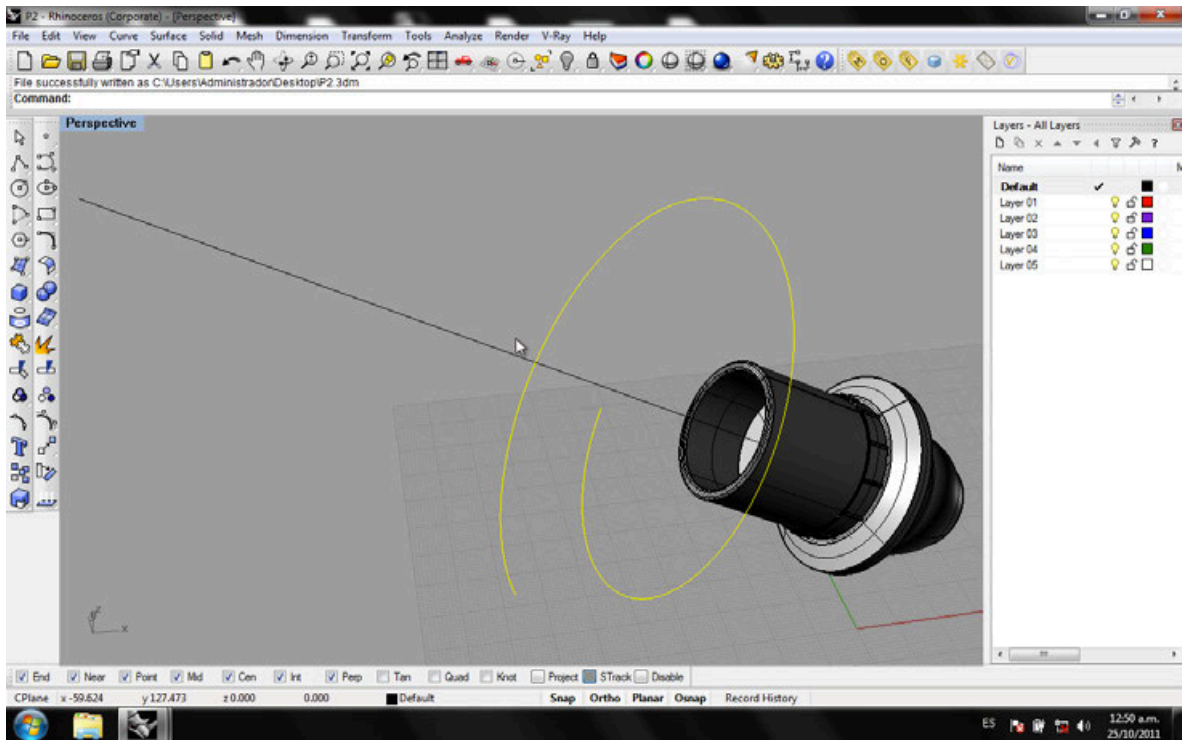 P2 - Rhinoceros (Corporate) - [Perspective]
File Edit View Curve Surface Solid Mesh Dimension Transform Tools Analyze Render V-Ray Help
File successfully written as C:\Users\Administrador\Desktop\P2.3dm
Command:
Perspective
Layers - All Layers
Name M
Default
Layer 01
Layer 02
Layer 03
Layer 04
Layer 05
z
x
End Near Point Mid Cen Int Perp Tan Quad Knot Project STrack Disable
CPlane x -59.624 y 127.473 z 0.000 0.000 Default Snap Ortho Planar Osnap Record History
ES 12:50 a.m.
25/10/2011